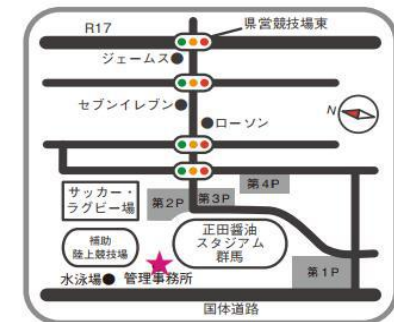 R17
県営競技場東
ジェームス
セブンイレブン
ローソン
N
サッカー・
ラグビー場
第2P
第3P
第4P
補助
陸上競技場
正田醤油
スタジアム
群馬
第1P
水泳場
管理事務所
国体道路